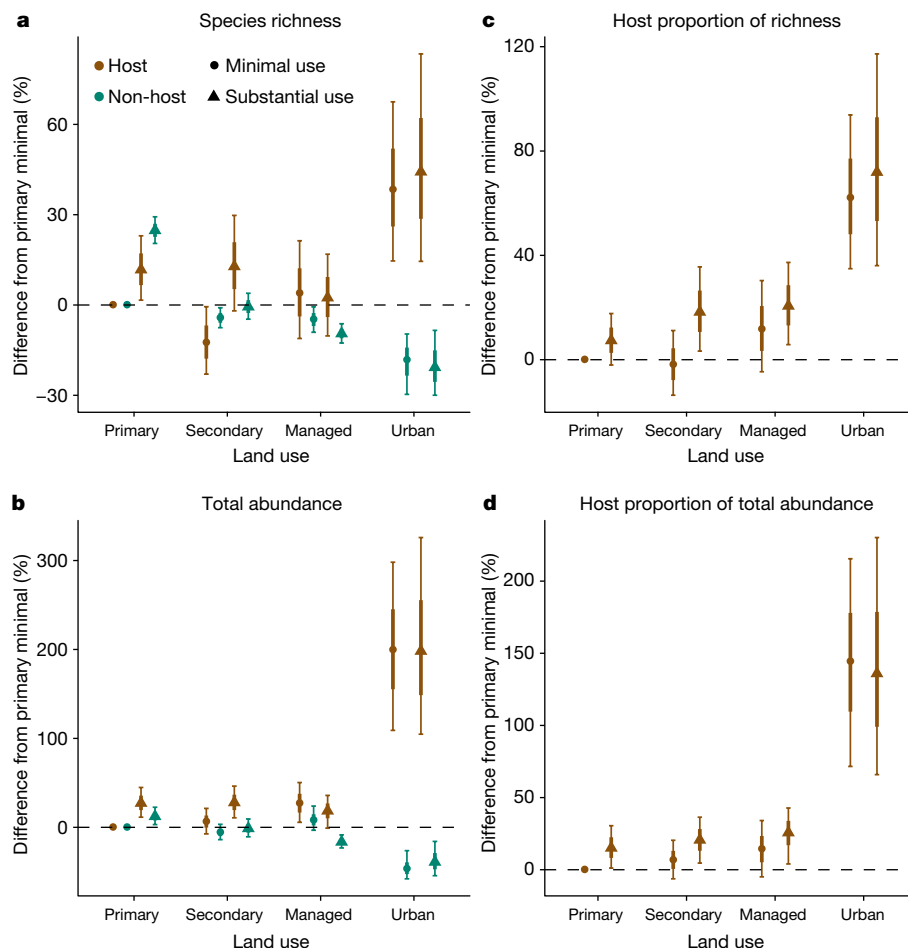 a
Species richness
Difference from primary minimal (%)
Host
Non-host
Minimal use
Substantial use
60
30
0
−30
Primary
Secondary
Managed
Urban
Land use
c
Host proportion of richness
Difference from primary minimal (%)
120
80
40
0
Primary
Secondary
Managed
Urban
Land use
b
Total abundance
Difference from primary minimal (%)
300
200
100
0
Primary
Secondary
Managed
Urban
Land use
d
Host proportion of total abundance
Difference from primary minimal (%)
200
150
100
50
0
Primary
Secondary
Managed
Urban
Land use